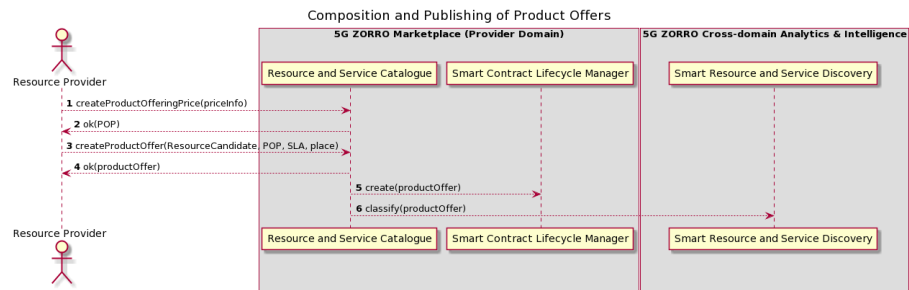 Composition and Publishing of Product Offers
5G ZORRO Marketplace (Provider Domain)
5G ZORRO Cross-domain Analytics & Intelligence
Resource Provider
Resource and Service Catalogue
Smart Contract Lifecycle Manager
Smart Resource and Service Discovery
1 createProductOfferingPrice(priceInfo)
2 ok(POP)
3 createProductOffer(ResourceCandidate, POP, SLA, place)
4 ok(productOffer)
5 create(productOffer)
6 classify(productOffer)
Resource Provider
Resource and Service Catalogue
Smart Contract Lifecycle Manager
Smart Resource and Service Discovery